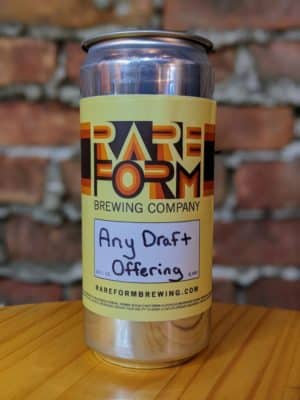 RARE
FORM
BREWING COMPANY
Any Draft
Offering
RAREFORMBREWING.COM